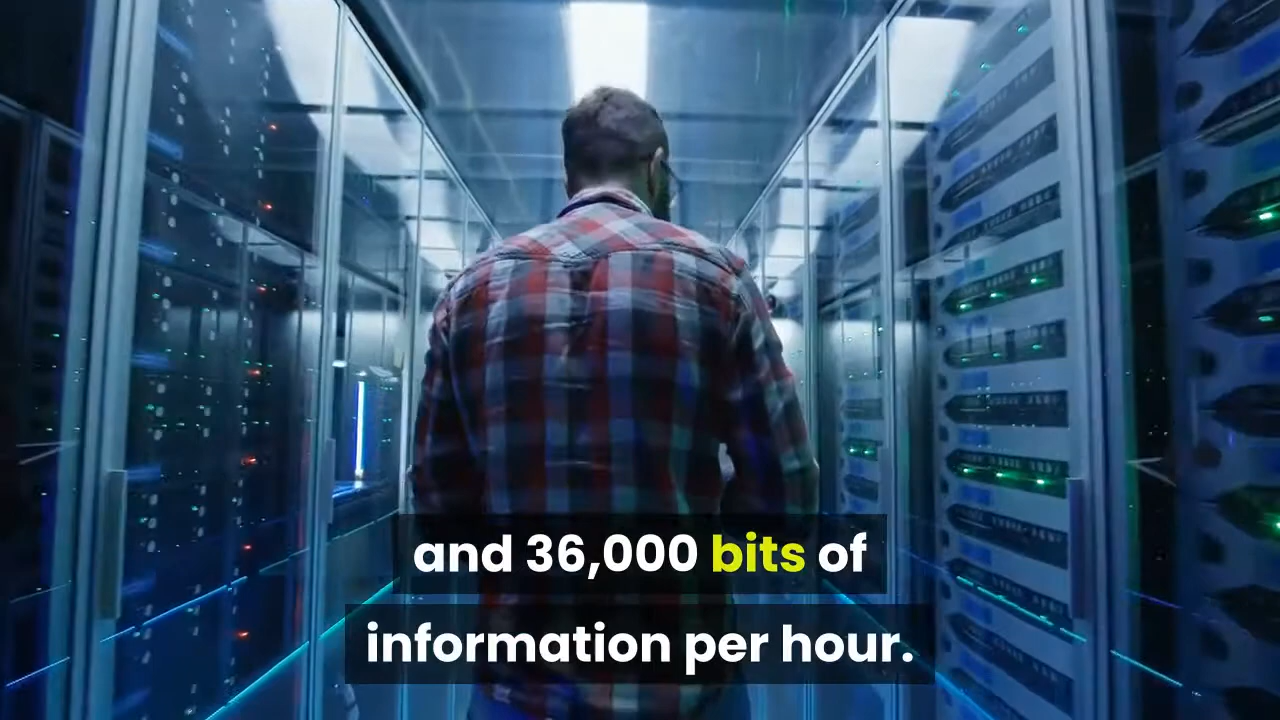 and 36,000 bits of
information per hour.